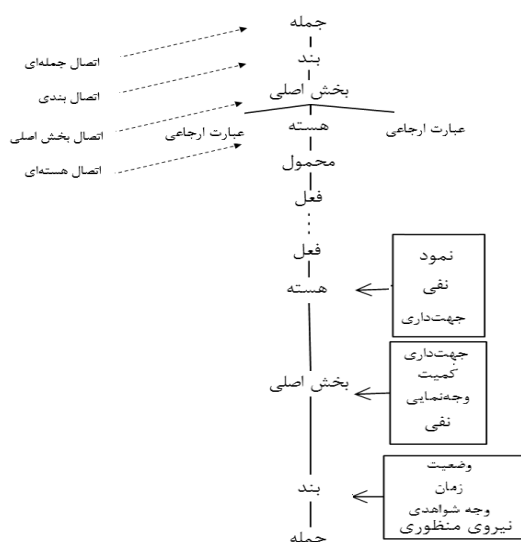 جمله
اتصال جمله‌ای
بند
اتصال بندی
بخش اصلی
عبارت ارجاعی
هسته
عبارت ارجاعی
اتصال بخش اصلی
محمول
اتصال هسته‌ای
فعل
فعل
نمود
نفی
هسته
جهت‌داری
جهت‌داری
کمیت
بخش اصلی
وجه‌نمایی
نفی
وضعیت
بند
زمان
وجه شواهدی
نیروی منظوری
جمله